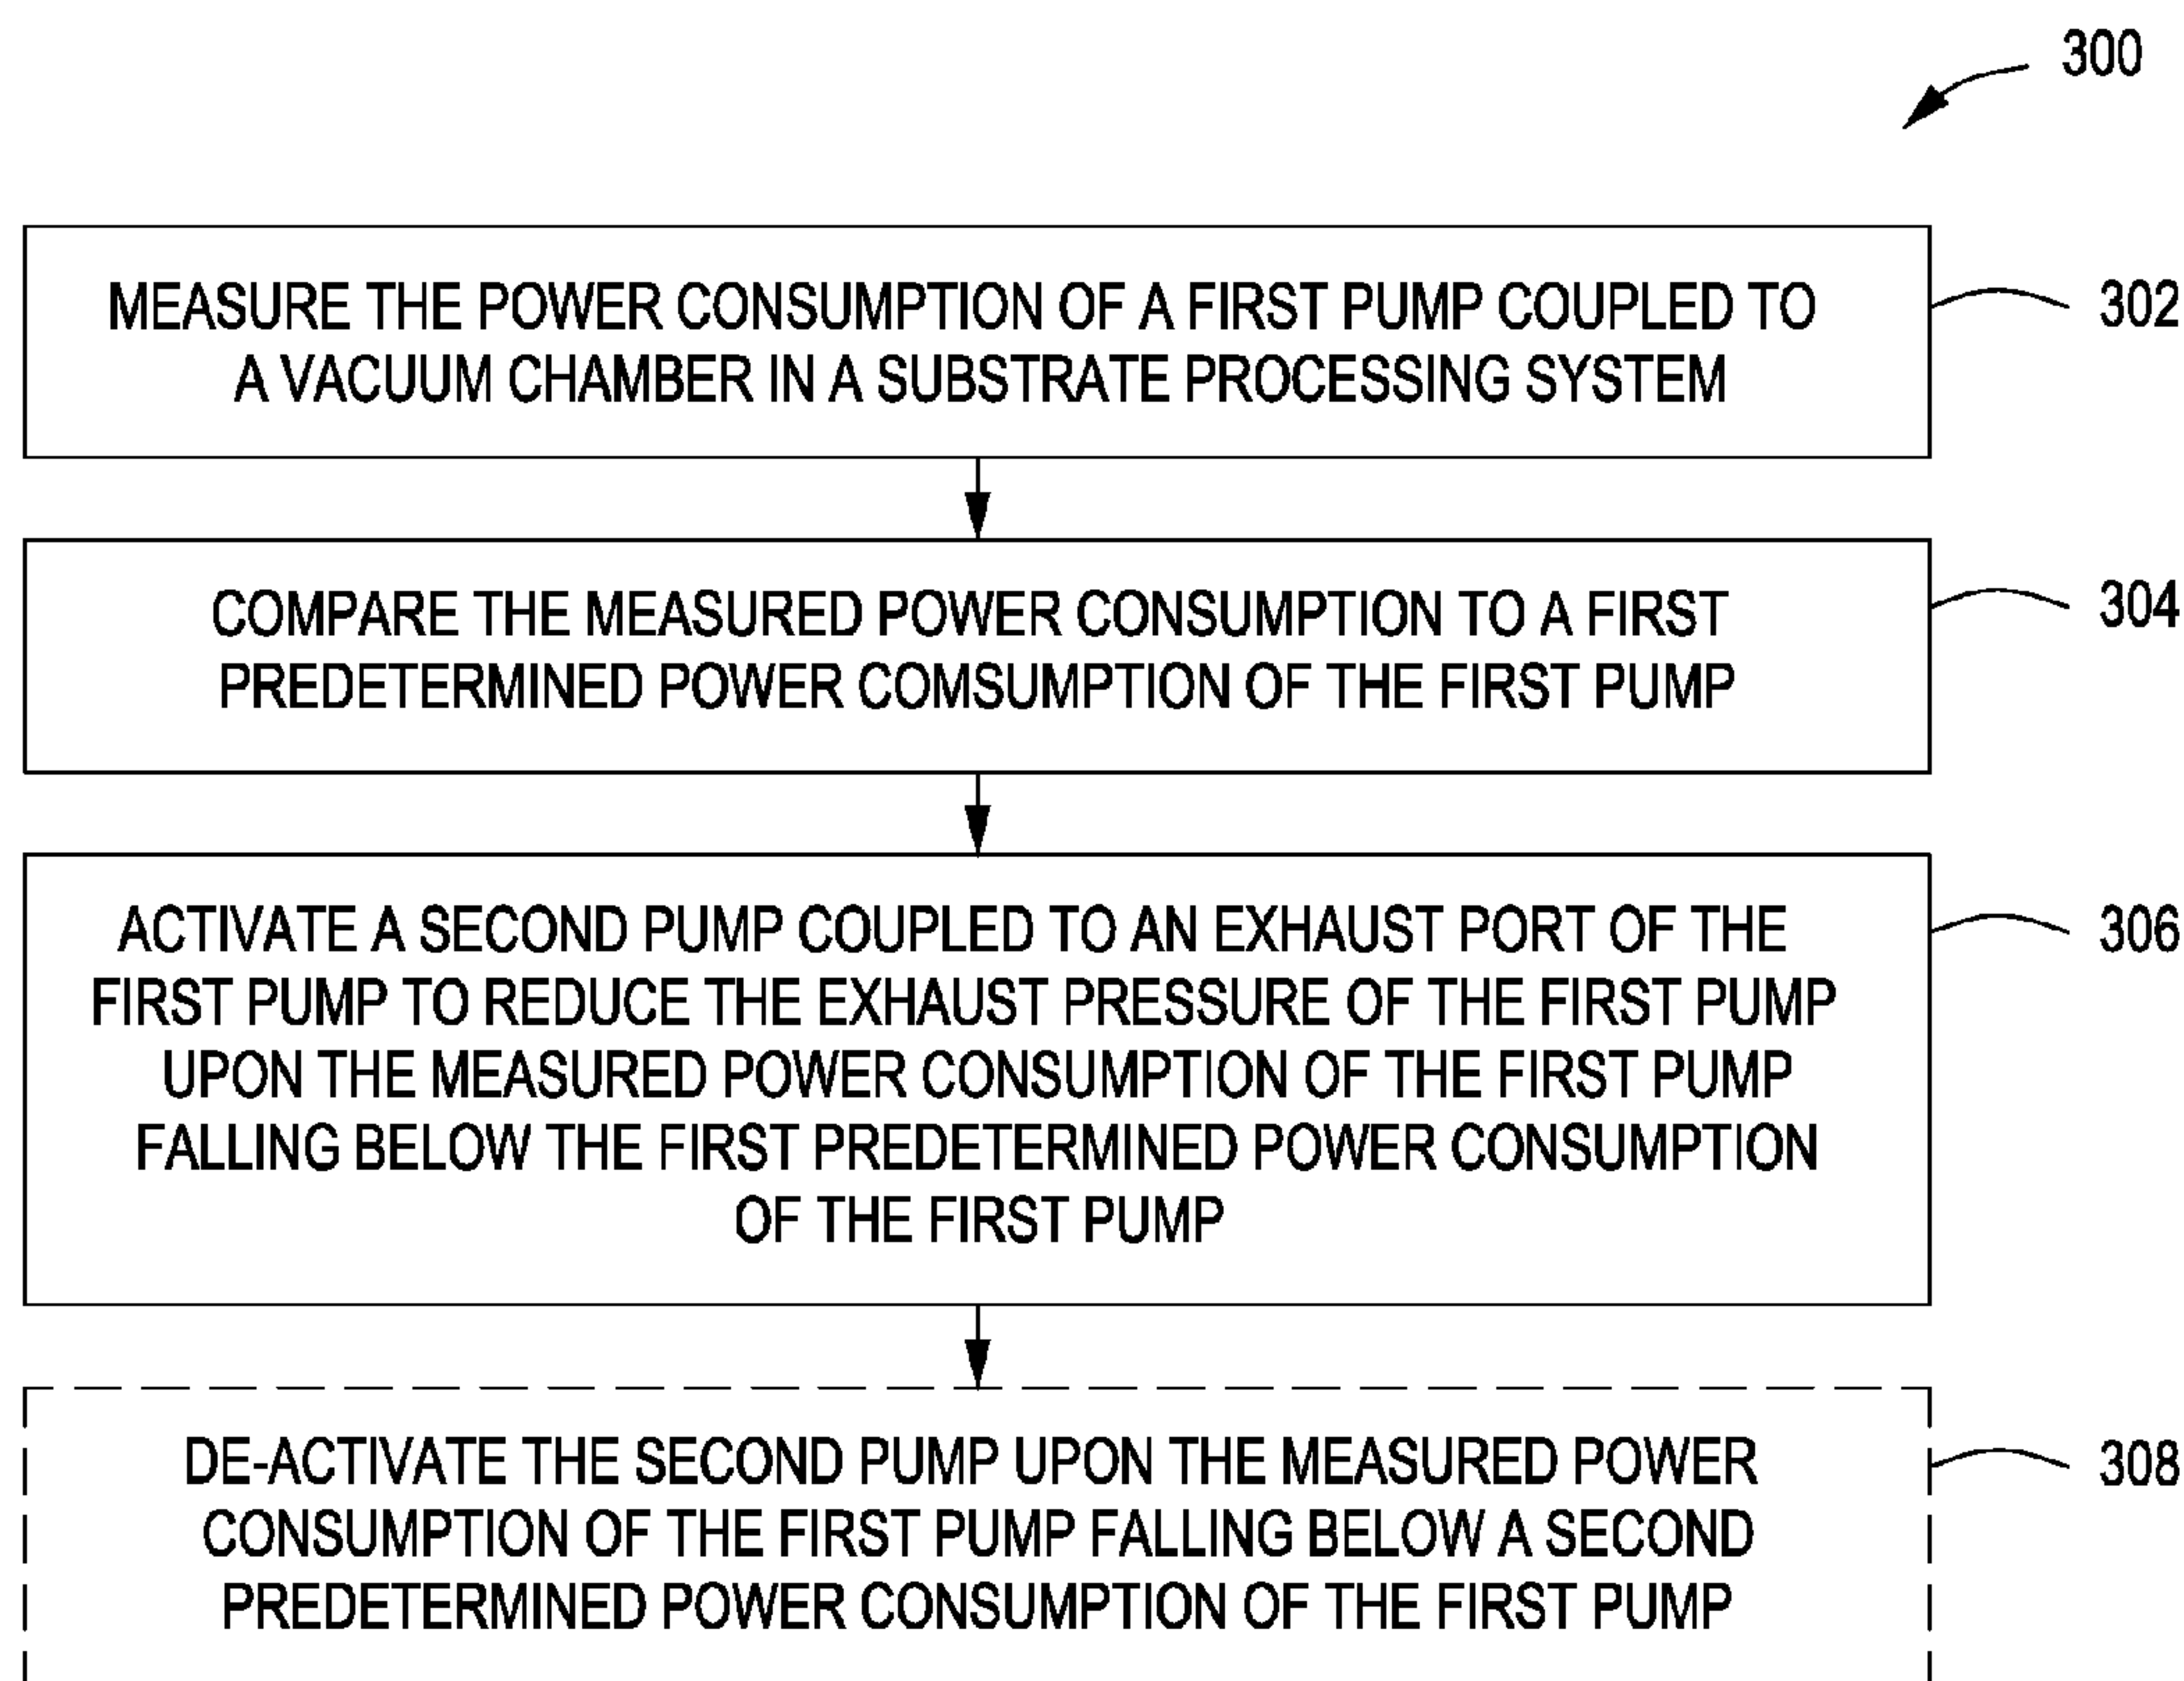 300
MEASURE THE POWER CONSUMPTION OF A FIRST PUMP COUPLED TO
A VACUUM CHAMBER IN A SUBSTRATE PROCESSING SYSTEM
302
COMPARE THE MEASURED POWER CONSUMPTION TO A FIRST
PREDETERMINED POWER COMSUMPTION OF THE FIRST PUMP
304
ACTIVATE A SECOND PUMP COUPLED TO AN EXHAUST PORT OF THE
FIRST PUMP TO REDUCE THE EXHAUST PRESSURE OF THE FIRST PUMP
UPON THE MEASURED POWER CONSUMPTION OF THE FIRST PUMP
FALLING BELOW THE FIRST PREDETERMINED POWER CONSUMPTION
OF THE FIRST PUMP
306
DE-ACTIVATE THE SECOND PUMP UPON THE MEASURED POWER
CONSUMPTION OF THE FIRST PUMP FALLING BELOW A SECOND
PREDETERMINED POWER CONSUMPTION OF THE FIRST PUMP
308